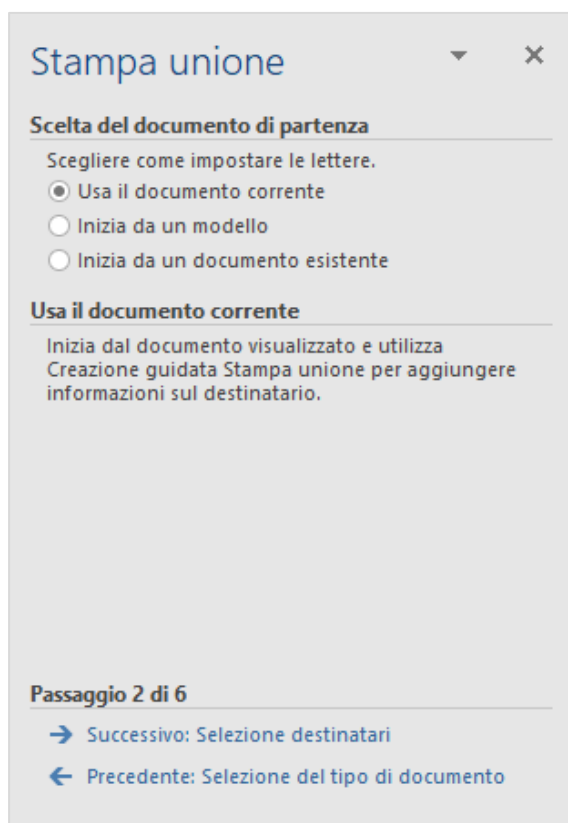 Stampa unione
Scelta del documento di partenza
Scegliere come impostare le lettere.
Usa il documento corrente
Inizia da un modello
Inizia da un documento esistente
Usa il documento corrente
Inizia dal documento visualizzato e utilizza
Creazione guidata Stampa unione per aggiungere
informazioni sul destinatario.
Passaggio 2 di 6
Successivo: Selezione destinatari
Precedente: Selezione del tipo di documento